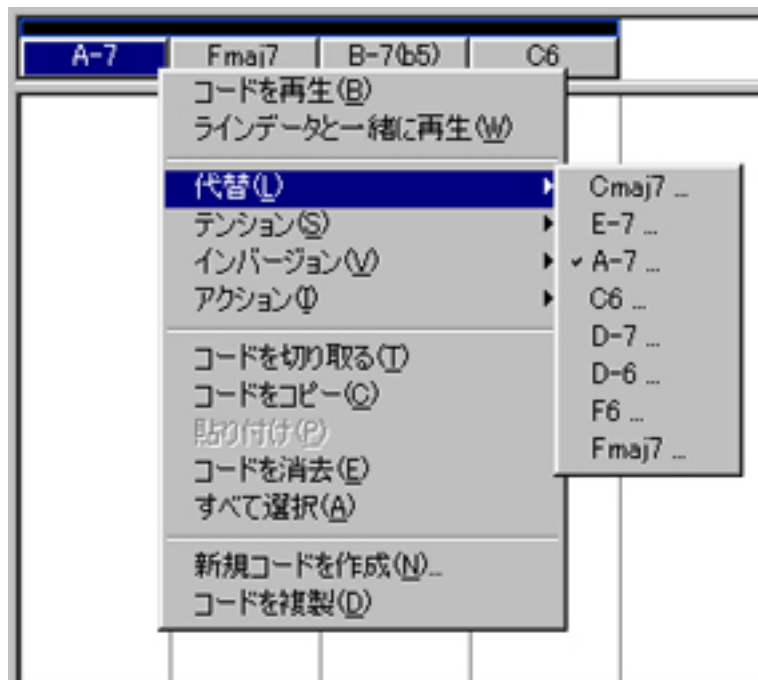 A-7 Fmaj7 B-7(b5) C6
コードを再生(B)
ラインデータと一緒に再生(W)
代替(L)
テンション(S)
インバージョン(V)
アクション(I)
コードを切り取る(T)
コードをコピー(C)
貼り付け(P)
コードを消去(E)
すべて選択(A)
新規コードを作成(N)...
コードを複製(D)
Cmaj7 ...
E-7 ...
A-7 ...
C6 ...
D-7 ...
D-6 ...
F6 ...
Fmaj7 ...